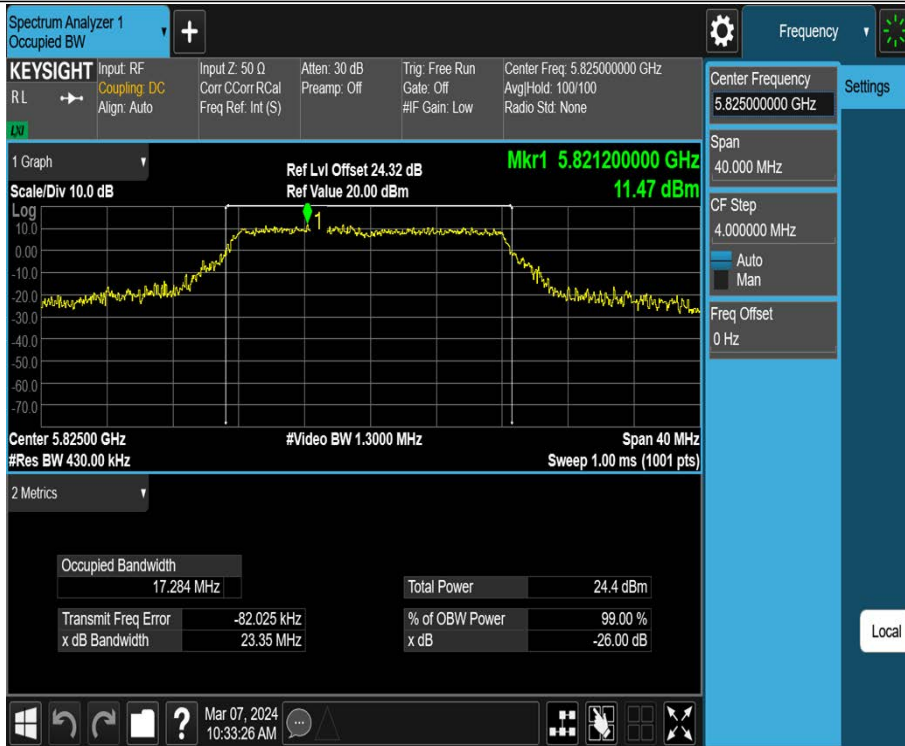 Spectrum Analyzer 1
Occupied BW
+
Frequency
KEYSIGHT
R L
LXI
Input: RF
Coupling: DC
Align: Auto
Input Z: 50 Ω
Corr CCorr RCal
Freq Ref: Int (S)
Atten: 30 dB
Preamp: Off
Trig: Free Run
Gate: Off
#IF Gain: Low
Center Freq: 5.825000000 GHz
Avg|Hold: 100/100
Radio Std: None
Center Frequency
5.825000000 GHz
Settings
Span
40.000 MHz
CF Step
4.000000 MHz
Auto
Man
Freq Offset
0 Hz
1 Graph
Scale/Div 10.0 dB
Ref Lvl Offset 24.32 dB
Ref Value 20.00 dBm
Mkr1 5.821200000 GHz
11.47 dBm
Log
10.0
0.00
-10.0
-20.0
-30.0
-40.0
-50.0
-60.0
-70.0
1
Center 5.82500 GHz
#Res BW 430.00 kHz
#Video BW 1.3000 MHz
Span 40 MHz
Sweep 1.00 ms (1001 pts)
2 Metrics
Occupied Bandwidth
17.284 MHz
Total Power 24.4 dBm
Transmit Freq Error -82.025 kHz
% of OBW Power 99.00 %
x dB Bandwidth 23.35 MHz
x dB -26.00 dB
Local
?
Mar 07, 2024
10:33:26 AM